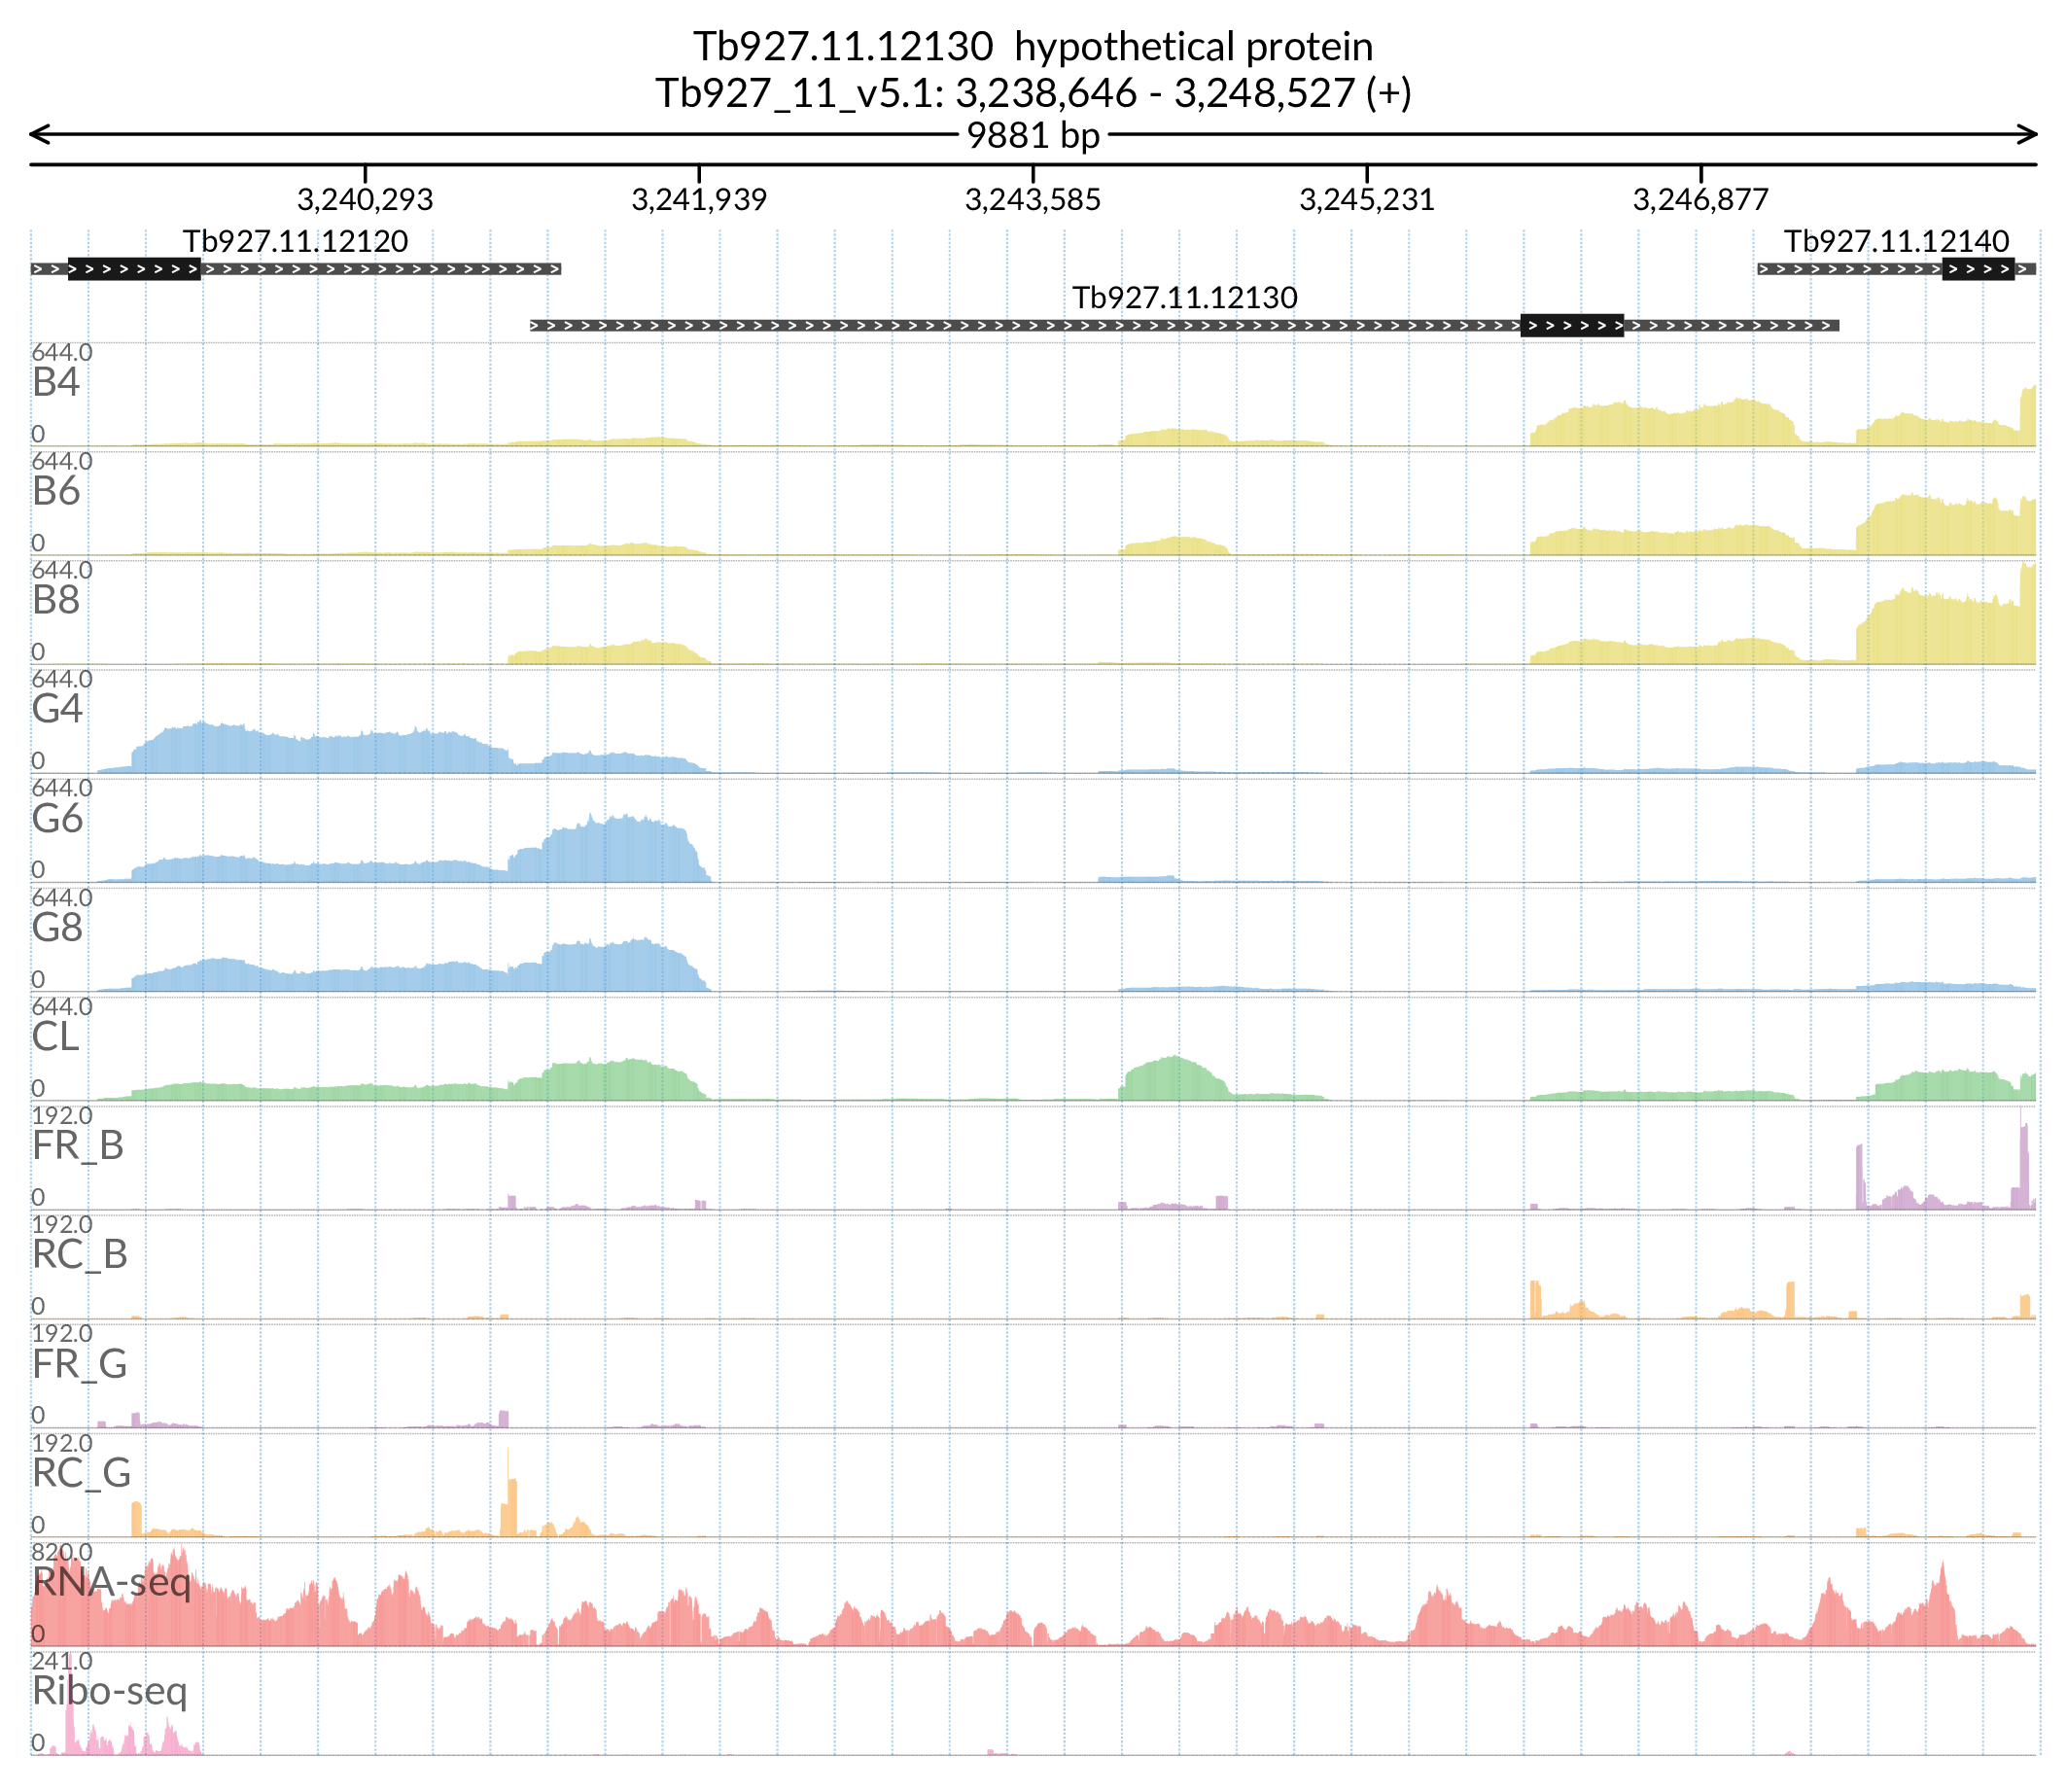 Tb927.11.12130 hypothetical protein
Tb927_11_v5.1: 3,238,646 - 3,248,527 (+)
9881 bp
3,240,293 3,241,939 3,243,585 3,245,231 3,246,877
Tb927.11.12120 Tb927.11.12140
Tb927.11.12130
644.0
B4
0
644.0
B6
0
644.0
B8
0
644.0
G4
0
644.0
G6
0
644.0
G8
0
644.0
CL
0
192.0
FR_B
0
192.0
RC_B
0
192.0
FR_G
0
192.0
RC_G
0
820.0
RNA-seq
0
241.0
Ribo-seq
0